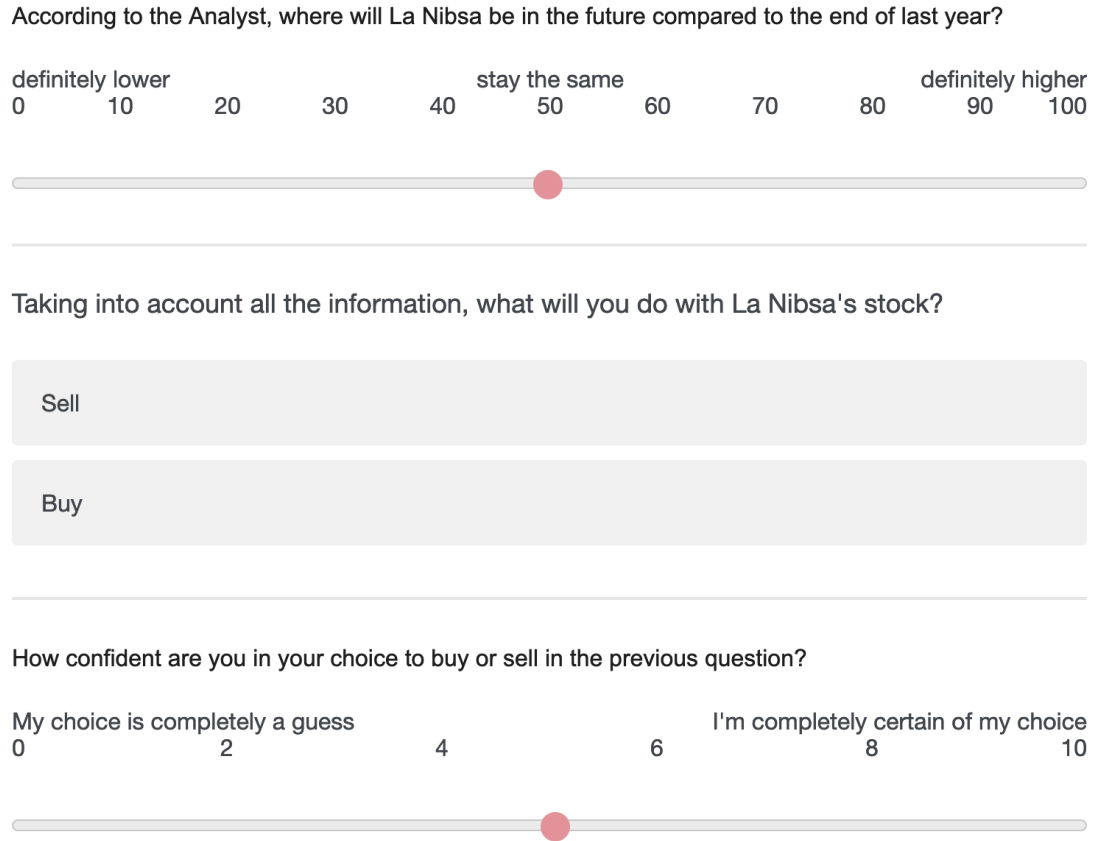 According to the Analyst, where will La Nibsa be in the future compared to the end of last year?
definitely lower stay the same definitely higher
0 10 20 30 40 50 60 70 80 90 100
Taking into account all the information, what will you do with La Nibsa's stock?
Sell
Buy
How confident are you in your choice to buy or sell in the previous question?
My choice is completely a guess I'm completely certain of my choice
0 2 4 6 8 10